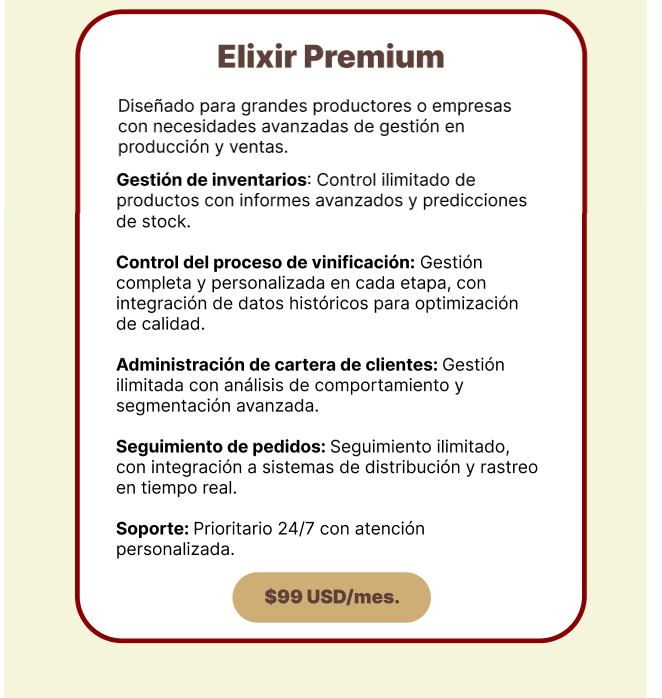 Elixir Premium
Diseñado para grandes productores o empresas
con necesidades avanzadas de gestión en
producción y ventas.
Gestión de inventarios: Control ilimitado de
productos con informes avanzados y predicciones
de stock.
Control del proceso de vinificación: Gestión
completa y personalizada en cada etapa, con
integración de datos históricos para optimización
de calidad.
Administración de cartera de clientes: Gestión
ilimitada con análisis de comportamiento y
segmentación avanzada.
Seguimiento de pedidos: Seguimiento ilimitado,
con integración a sistemas de distribución y rastreo
en tiempo real.
Soporte: Prioritario 24/7 con atención
personalizada.
$99 USD/mes.